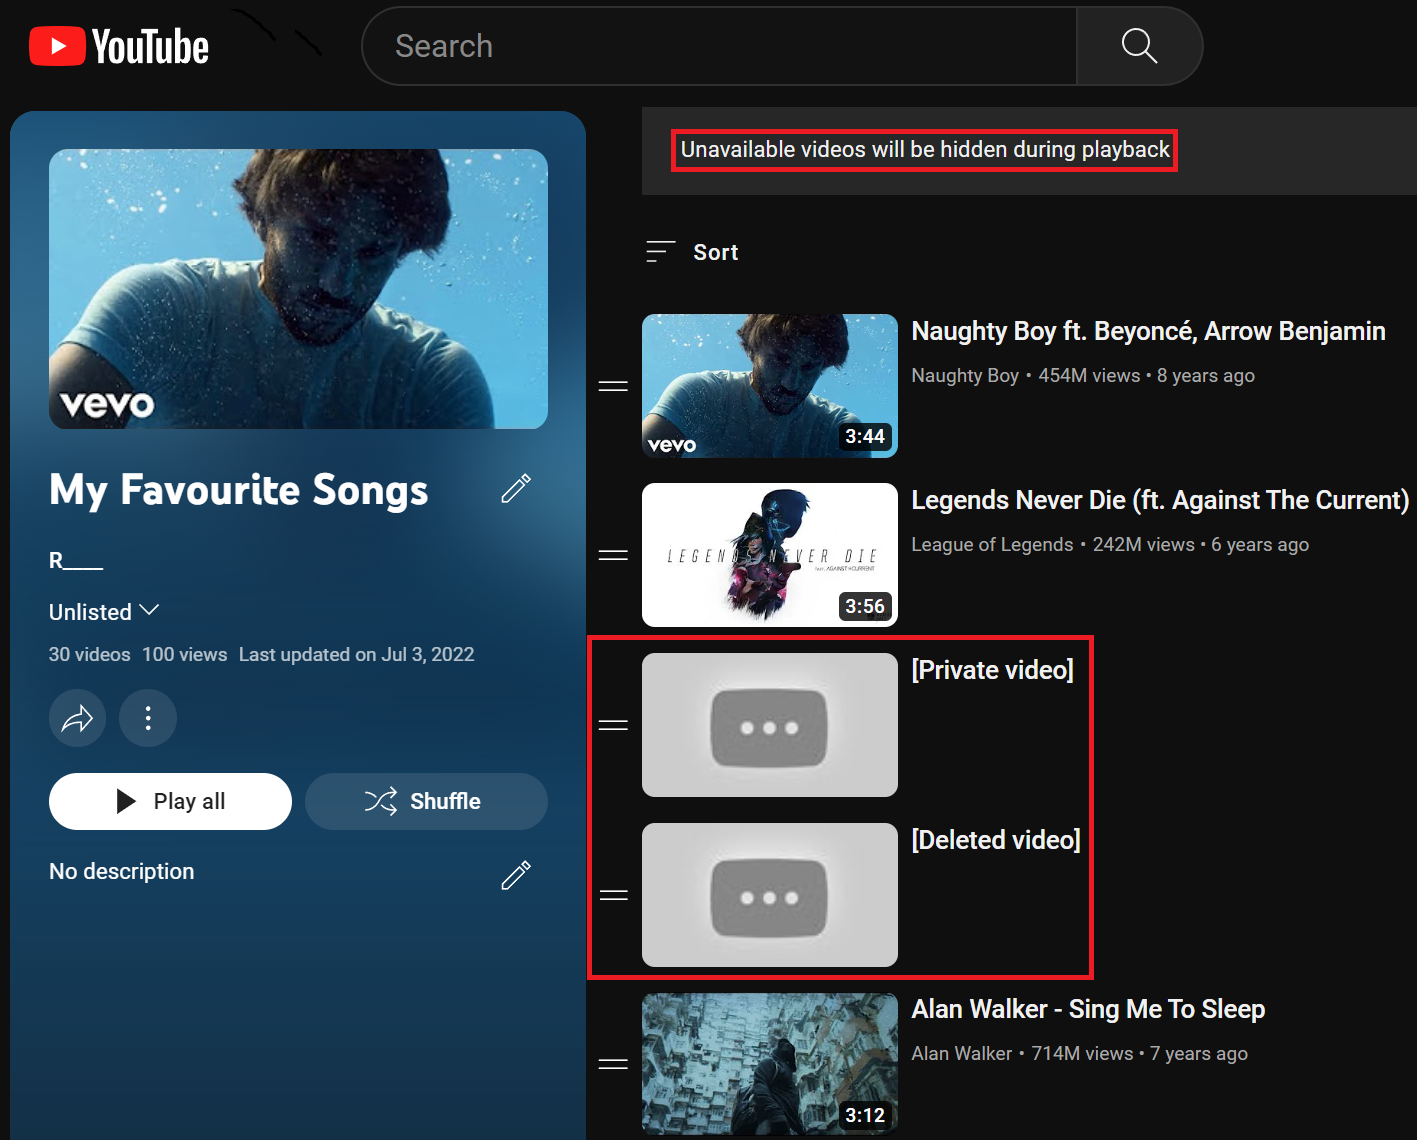 YouTube
Search
vevo
My Favourite Songs
R____
Unlisted
30 videos 100 views Last updated on Jul 3, 2022
Play all
Shuffle
No description
Unavailable videos will be hidden during playback
Sort
vevo
3:44
Naughty Boy ft. Beyoncé, Arrow Benjamin
Naughty Boy • 454M views • 8 years ago
LEGENDS NEVER DIE
feat. AGAINST THE CURRENT
3:56
Legends Never Die (ft. Against The Current)
League of Legends • 242M views • 6 years ago
[Private video]
[Deleted video]
3:12
Alan Walker - Sing Me To Sleep
Alan Walker • 714M views • 7 years ago